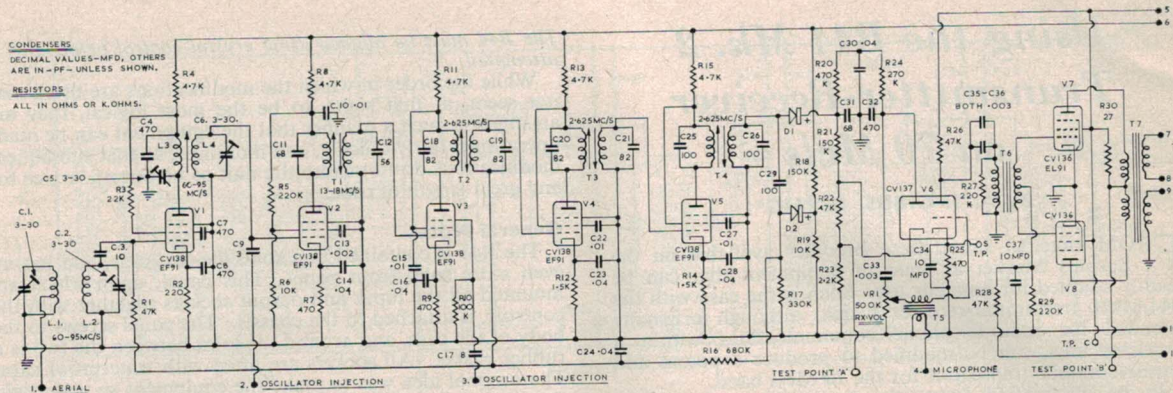 CONDENSERS
DECIMAL VALUES-MFD, OTHERS
ARE IN-PF-UNLESS SHOWN.
RESISTORS
ALL IN OHMS OR K.OHMS.
R4
4·7K
C4
470
C6. 3-30.
L3
L4
C5. 3-30
60-95
MC/S
R3
22K
C.1.
3-30
C.2.
3-30
C.3.
10
V1
CV138
EF91
C7
470
C8
470
R1
47K
R2
220
L.1.
L.2.
60-95MC/S
1.
AERIAL
R8
4·7K
C10 ·01
C11
68
C12
56
T1
13-18MC/S
R5
220K
V2
CV138
EF91
C9
3
C13
·002
C14
·04
R6
10K
R7
470
2.
OSCILLATOR INJECTION
R11
4·7K
2·625MC/S
C18
82
C19
82
T2
V3
CV138
EF91
C15
·01
C16
·04
R9
470
R10
100K
C17 8
3.
OSCILLATOR INJECTION
R13
4·7K
2·625MC/S
C20
82
C21
82
T3
V4
CV138
EF91
C22
·01
C23
·04
R12
1·5K
C24 ·04
R15
4·7K
2·625MC/S
C25
100
C26
100
T4
V5
CV138
EF91
C27
·01
C28
·04
R14
1·5K
R16 680K
D1
C29
100
R18
150K
D2
R19
10K
R17
330K
TEST POINT 'A'
R20
470K
R21
150K
R22
47K
R23
2·2K
C30 ·04
C31
68
C32
470
R24
270
K
C33
·003
VR1
500K
RX-VOL
CV137
V6
R26
47K
C34
10
MFD
R25
470
T5
4.
MICROPHONE
S
T.P.
C35-C36
BOTH ·003
R27
220
K
T6
C37
10MFD
R28
47K
R29
220K
V7
CV136
EL91
CV136
EL91
V8
R30
27
T7
T.P. C
TEST POINT 'B'
5
6
7
8
9